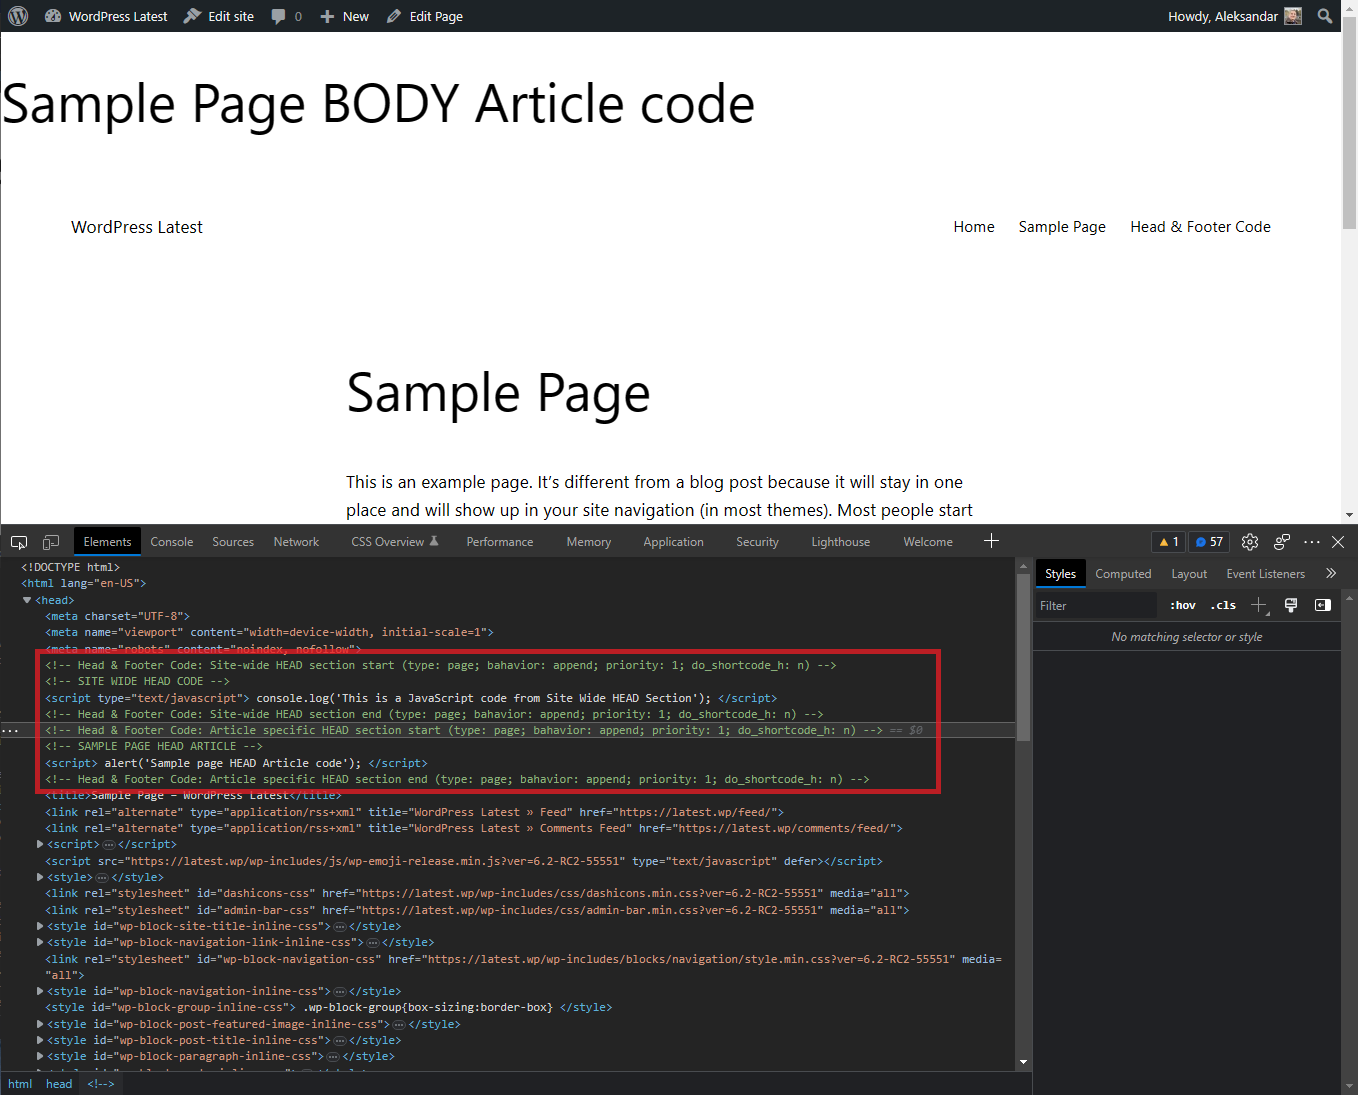 WordPress Latest Edit site 0 New Edit Page Howdy, Aleksandar
Sample Page BODY Article code
WordPress Latest Home Sample Page Head & Footer Code
Sample Page
This is an example page. It’s different from a blog post because it will stay in one
place and will show up in your site navigation (in most themes). Most people start
Elements Console Sources Network CSS Overview Performance Memory Application Security Lighthouse Welcome 1 57
<!DOCTYPE html>
<html lang="en-US">
<head>
<meta charset="UTF-8">
<meta name="viewport" content="width=device-width, initial-scale=1">
<meta name="robots" content="noindex, nofollow">
<!-- Head & Footer Code: Site-wide HEAD section start (type: page; bahavior: append; priority: 1; do_shortcode_h: n) -->
<!-- SITE WIDE HEAD CODE -->
<script type="text/javascript"> console.log('This is a JavaScript code from Site Wide HEAD Section'); </script>
<!-- Head & Footer Code: Site-wide HEAD section end (type: page; bahavior: append; priority: 1; do_shortcode_h: n) -->
<!-- Head & Footer Code: Article specific HEAD section start (type: page; bahavior: append; priority: 1; do_shortcode_h: n) --> == $0
<!-- SAMPLE PAGE HEAD ARTICLE -->
<script> alert('Sample page HEAD Article code'); </script>
<!-- Head & Footer Code: Article specific HEAD section end (type: page; bahavior: append; priority: 1; do_shortcode_h: n) -->
<title>Sample Page – WordPress Latest</title>
<link rel="alternate" type="application/rss+xml" title="WordPress Latest » Feed" href="https://latest.wp/feed/">
<link rel="alternate" type="application/rss+xml" title="WordPress Latest » Comments Feed" href="https://latest.wp/comments/feed/">
<script>…</script>
<script src="https://latest.wp/wp-includes/js/wp-emoji-release.min.js?ver=6.2-RC2-55551" type="text/javascript" defer></script>
<style>…</style>
<link rel="stylesheet" id="dashicons-css" href="https://latest.wp/wp-includes/css/dashicons.min.css?ver=6.2-RC2-55551" media="all">
<link rel="stylesheet" id="admin-bar-css" href="https://latest.wp/wp-includes/css/admin-bar.min.css?ver=6.2-RC2-55551" media="all">
<style id="wp-block-site-title-inline-css">…</style>
<style id="wp-block-navigation-link-inline-css">…</style>
<link rel="stylesheet" id="wp-block-navigation-css" href="https://latest.wp/wp-includes/blocks/navigation/style.min.css?ver=6.2-RC2-55551" media=
"all">
<style id="wp-block-navigation-inline-css">…</style>
<style id="wp-block-group-inline-css"> .wp-block-group{box-sizing:border-box} </style>
<style id="wp-block-post-featured-image-inline-css">…</style>
<style id="wp-block-post-title-inline-css">…</style>
<style id="wp-block-paragraph-inline-css">…</style>
html head <!-->
Styles Computed Layout Event Listeners
Filter :hov .cls
No matching selector or style